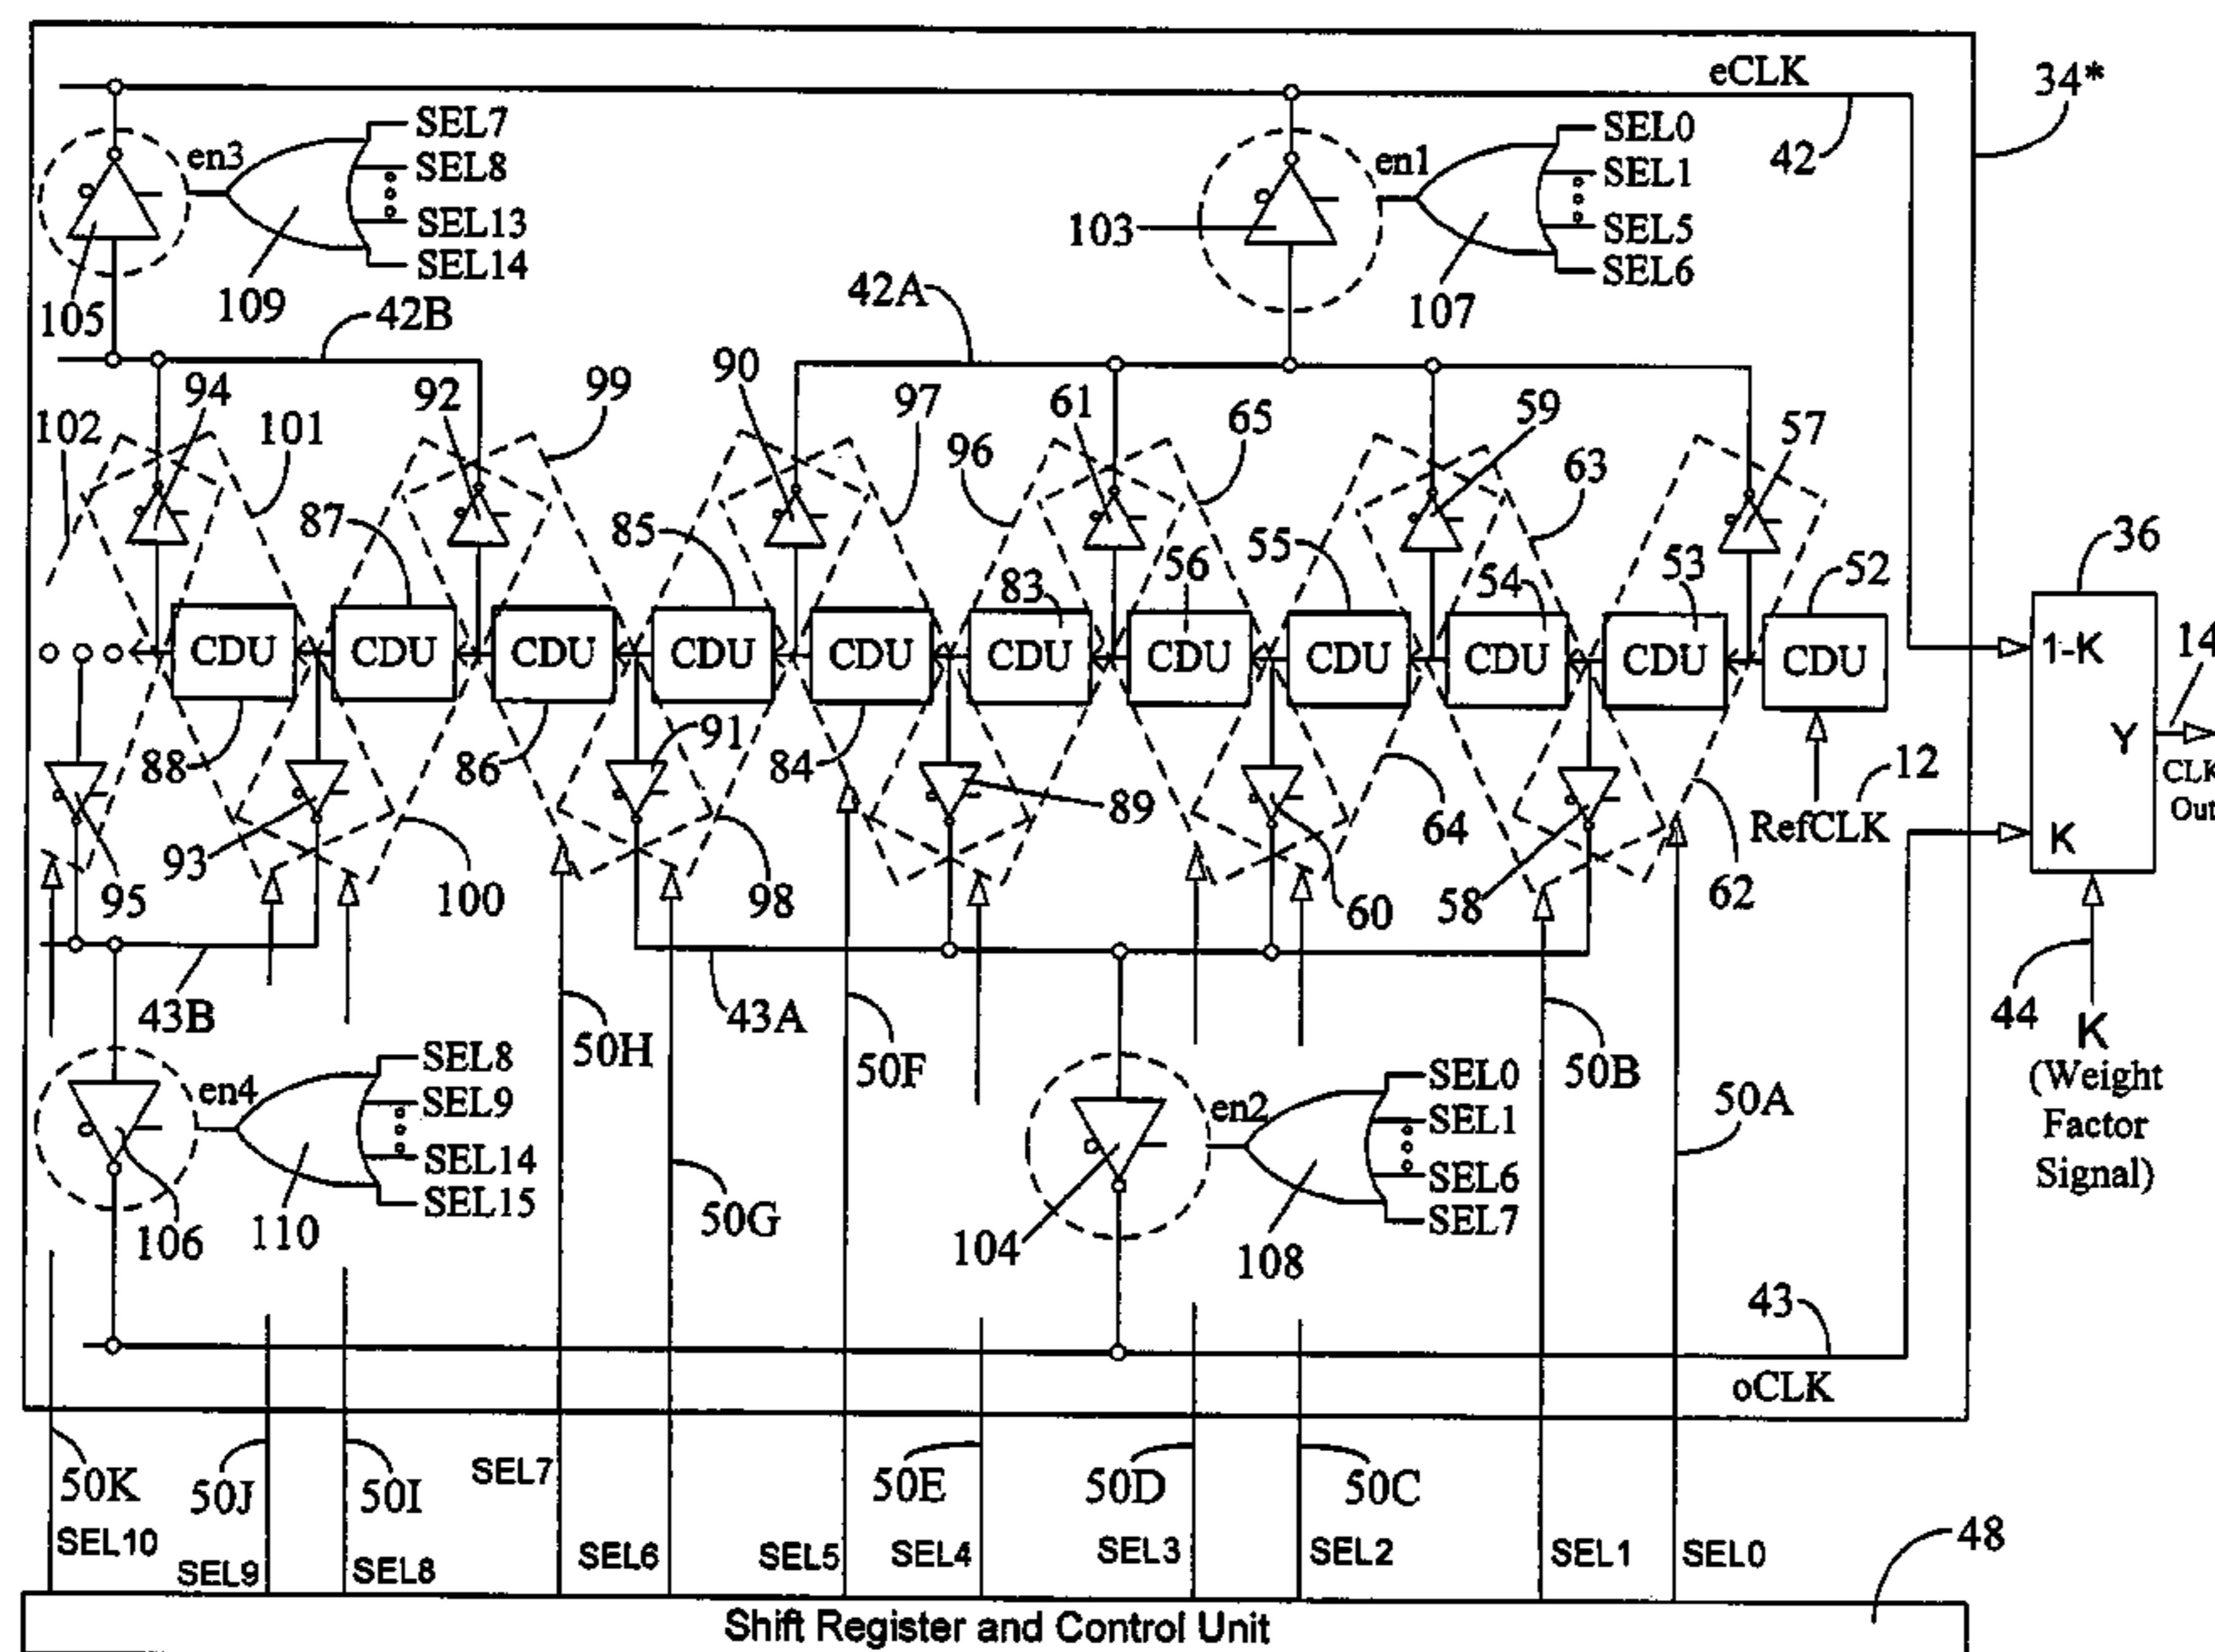 eCLK
34*
SEL7
SEL8
SEL13
SEL14
en3
SEL0
SEL1
SEL5
SEL6
en1
42
103
105
109
107
42B
42A
102
94
101
92
99
90
97
96
61
65
59
63
57
87
85
83
56
55
54
53
52
36
CDU
CDU
CDU
CDU
CDU
CDU
CDU
CDU
CDU
CDU
CDU
1-K
Y
K
14
CLK
Out
88
86
91
84
89
64
12
RefCLK
93
95
100
98
60
58
62
43B
43A
44
K
(Weight
Factor
Signal)
50H
50F
50B
50A
SEL8
SEL9
SEL14
SEL15
en4
SEL0
SEL1
SEL6
SEL7
en2
106
110
50G
104
108
43
oCLK
50K
50J
50I
SEL7
50E
50D
50C
SEL10
SEL9
SEL8
SEL6
SEL5
SEL4
SEL3
SEL2
SEL1
SEL0
48
Shift Register and Control Unit